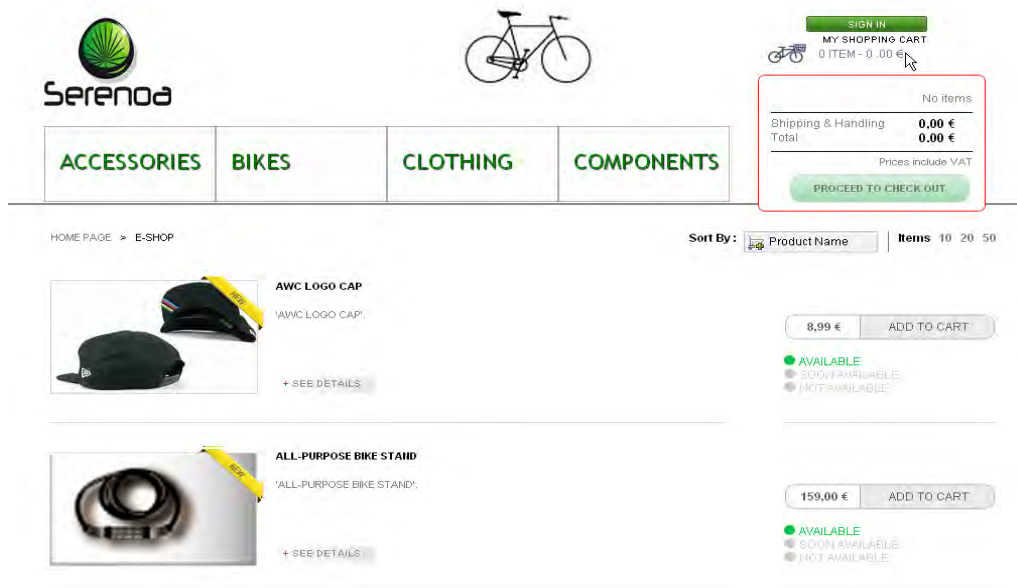 SIGN IN
MY SHOPPING CART
0 ITEM - 0 .00 €
Serenoa
No items
Shipping & Handling 0,00 €
Total 0.00 €
Prices include VAT
PROCEED TO CHECK OUT
ACCESSORIES BIKES CLOTHING COMPONENTS
HOME PAGE > E-SHOP
Sort By : Product Name Items 10 20 50
NEW
AWC LOGO CAP
'AWC LOGO CAP'.
+ SEE DETAILS
8,99 € ADD TO CART
AVAILABLE
SOON AVAILABLE
NOT AVAILABLE
NEW
ALL-PURPOSE BIKE STAND
'ALL-PURPOSE BIKE STAND'.
+ SEE DETAILS
159,00 € ADD TO CART
AVAILABLE
SOON AVAILABLE
NOT AVAILABLE